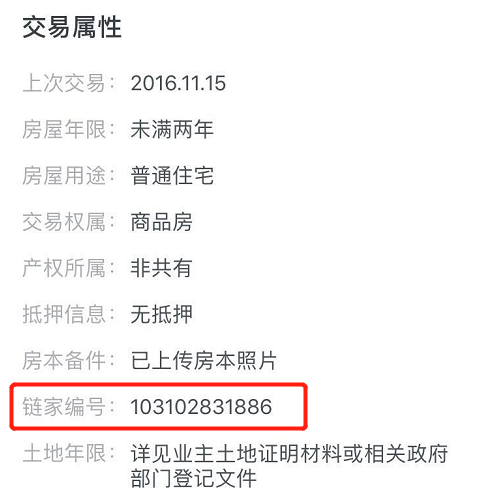 交易属性
上次交易：2016.11.15
房屋年限：未满两年
房屋用途：普通住宅
交易权属：商品房
产权所属：非共有
抵押信息：无抵押
房本备件：已上传房本照片
链家编号：103102831886
土地年限：详见业主土地证明材料或相关政府
部门登记文件